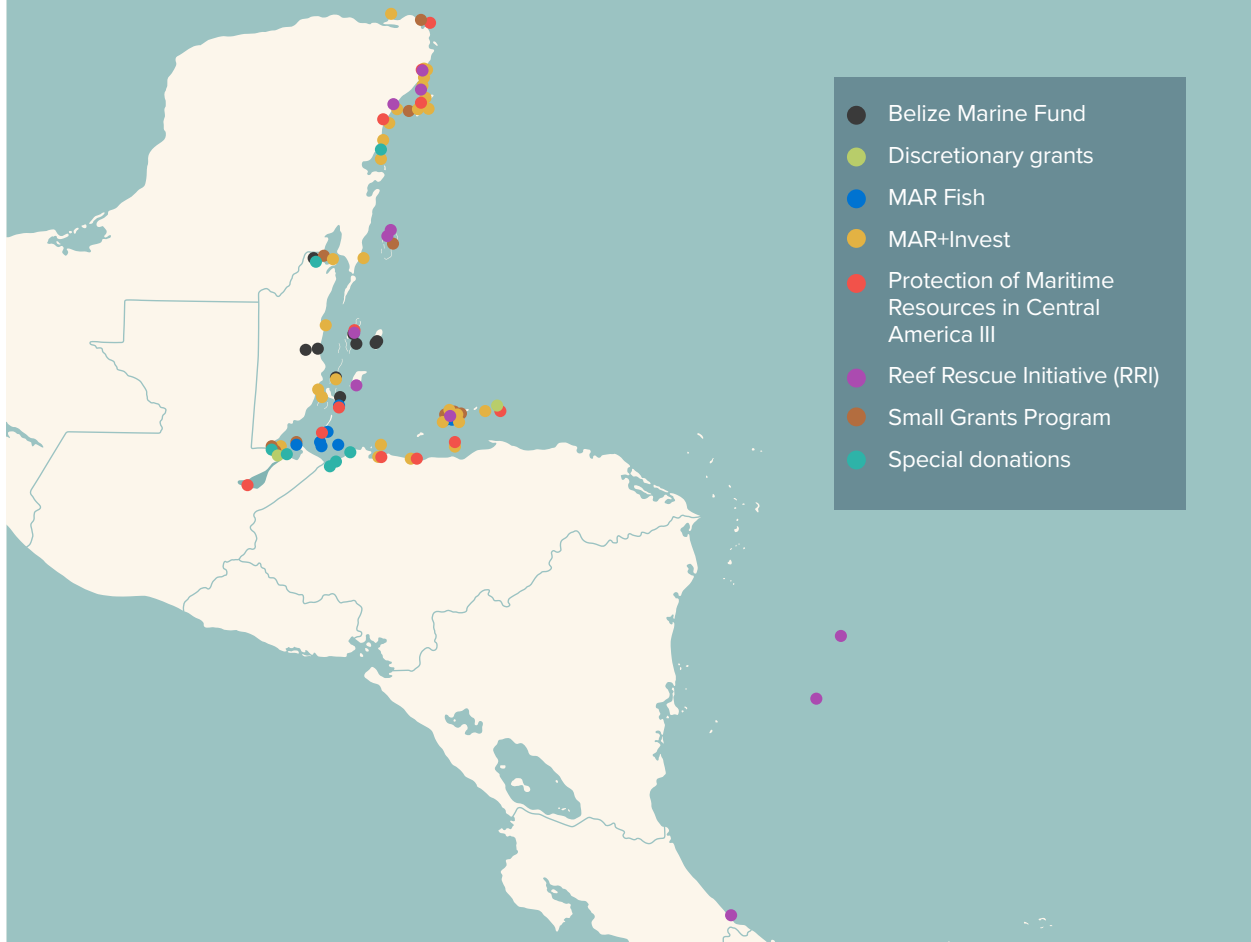 Belize Marine Fund
Discretionary grants
MAR Fish
MAR+Invest
Protection of Maritime
Resources in Central
America III
Reef Rescue Initiative (RRI)
Small Grants Program
Special donations